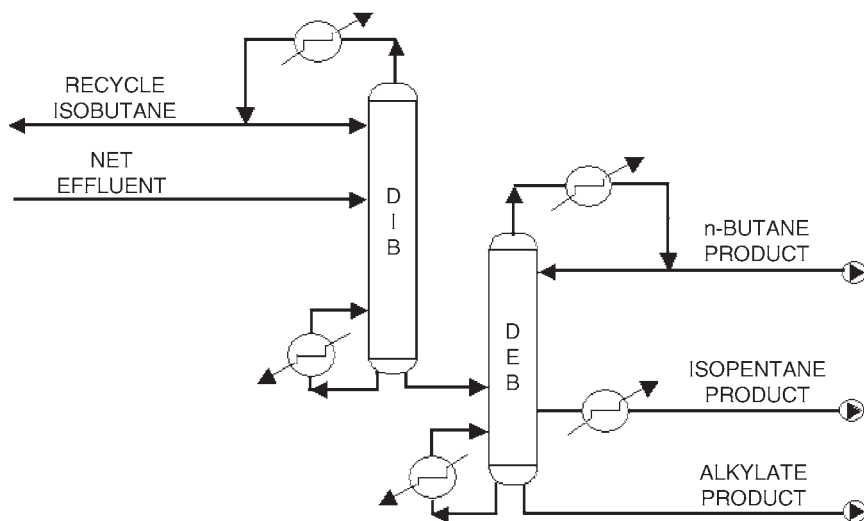 RECYCLE
ISOBUTANE
NET
EFFLUENT
D
I
B
n-BUTANE
PRODUCT
D
E
B
ISOPENTANE
PRODUCT
ALKYLATE
PRODUCT